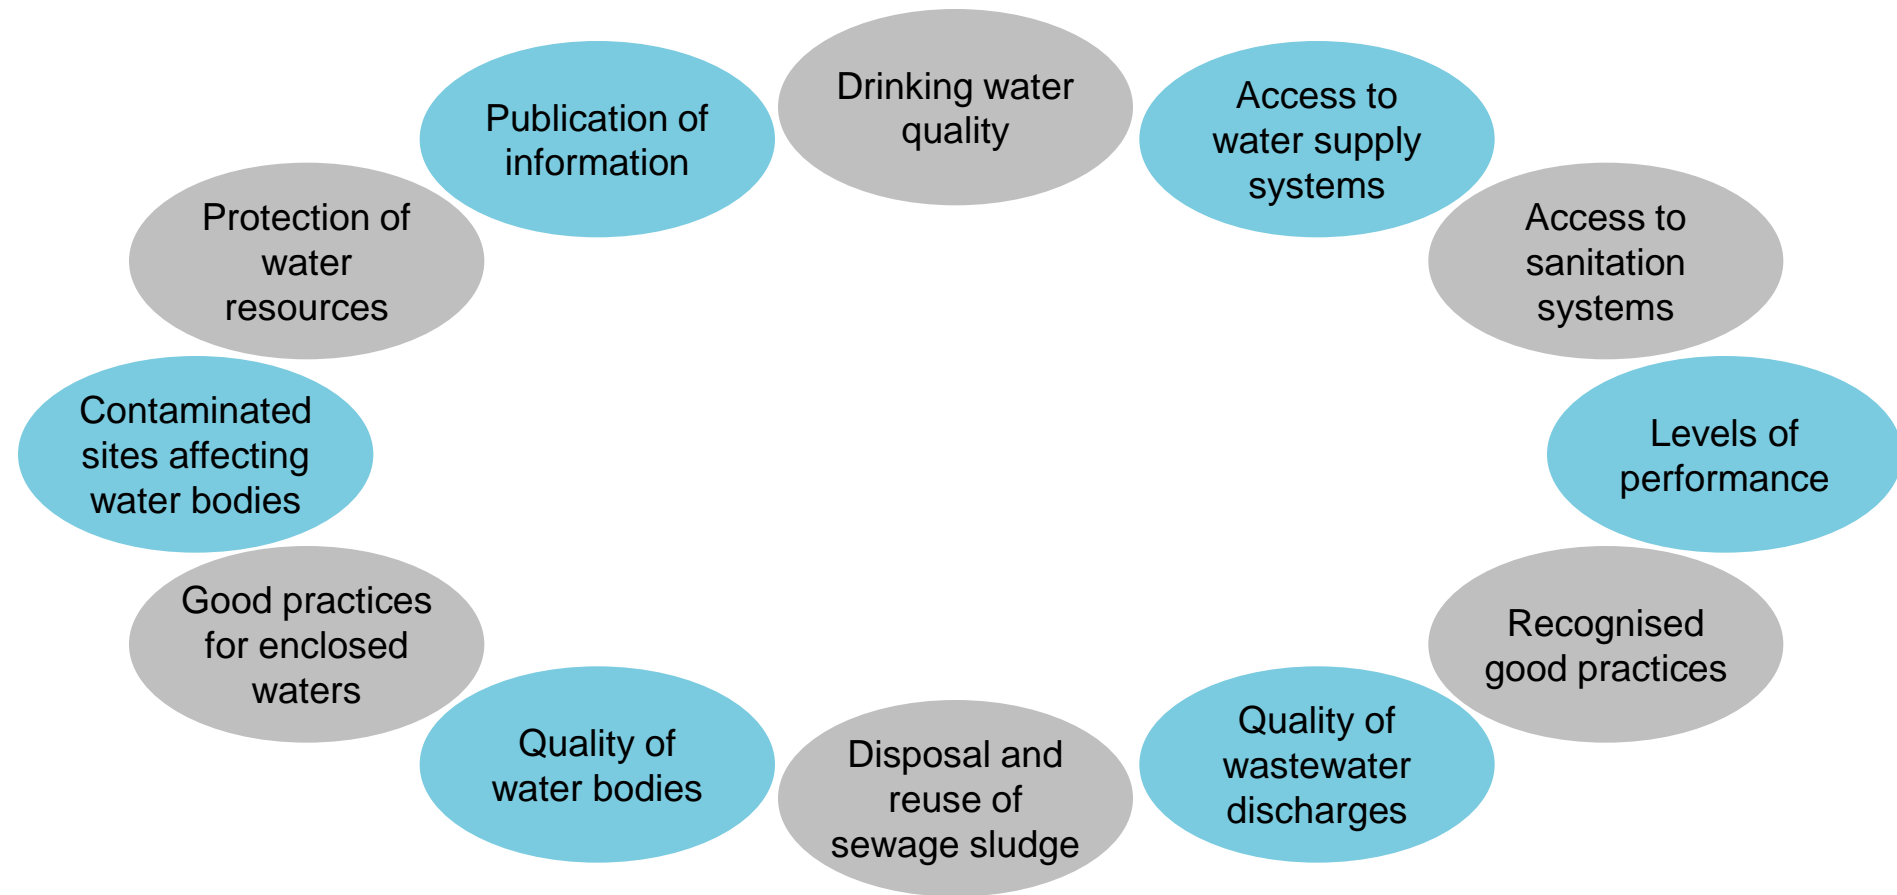 Drinking water
quality
Access to
water supply
systems
Access to
sanitation
systems
Levels of
performance
Recognised
good practices
Quality of
wastewater
discharges
Disposal and
reuse of
sewage sludge
Quality of
water bodies
Good practices
for enclosed
waters
Contaminated
sites affecting
water bodies
Protection of
water
resources
Publication of
information